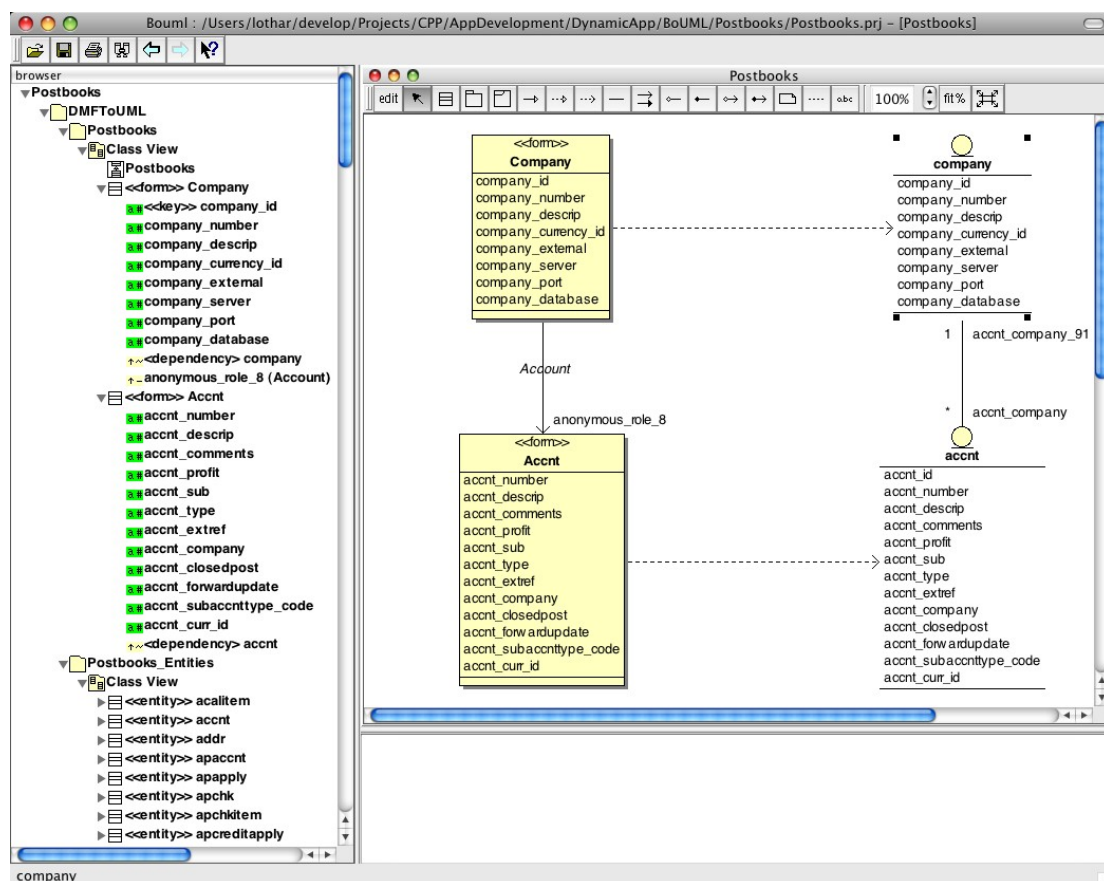 Bouml : /Users/lothar/develop/Projects/CPP/AppDevelopment/DynamicApp/BoUML/Postbooks/Postbooks.prj – [Postbooks]
browser
Postbooks
DMFToUML
Postbooks
Class View
Postbooks
<<form>> Company
<<key>> company_id
company_number
company_descrip
company_currency_id
company_external
company_server
company_port
company_database
<dependency> company
anonymous_role_8 (Account)
<<form>> Accnt
accnt_number
accnt_descrip
accnt_comments
accnt_profit
accnt_sub
accnt_type
accnt_extref
accnt_company
accnt_closedpost
accnt_forwardupdate
accnt_subaccnttype_code
accnt_curr_id
<dependency> accnt
Postbooks_Entities
Class View
<<entity>> acalitem
<<entity>> accnt
<<entity>> addr
<<entity>> apaccnt
<<entity>> apapply
<<entity>> apchk
<<entity>> apchkitem
<<entity>> apcreditapply
Postbooks
edit abc 100% fit%
<<form>>
Company
company_id
company_number
company_descrip
company_currency_id
company_external
company_server
company_port
company_database
company
company_id
company_number
company_descrip
company_currency_id
company_external
company_server
company_port
company_database
Account
anonymous_role_8
1 accnt_company_91
* accnt_company
<<form>>
Accnt
accnt_number
accnt_descrip
accnt_comments
accnt_profit
accnt_sub
accnt_type
accnt_extref
accnt_company
accnt_closedpost
accnt_forwardupdate
accnt_subaccnttype_code
accnt_curr_id
accnt
accnt_id
accnt_number
accnt_descrip
accnt_comments
accnt_profit
accnt_sub
accnt_type
accnt_extref
accnt_company
accnt_closedpost
accnt_forwardupdate
accnt_subaccnttype_code
accnt_curr_id
company